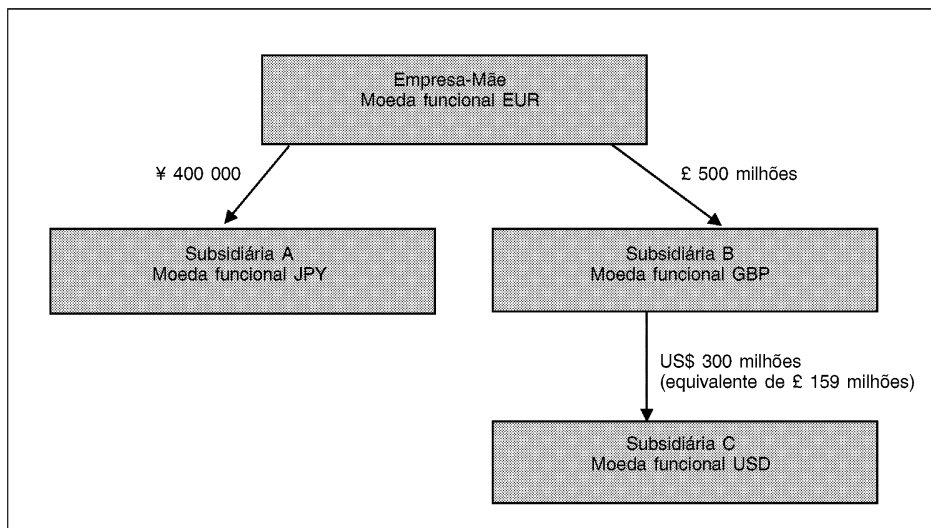 Empresa-Mãe
Moeda funcional EUR
¥ 400 000
£ 500 milhões
Subsidiária A
Moeda funcional JPY
Subsidiária B
Moeda funcional GBP
US$ 300 milhões
(equivalente de £ 159 milhões)
Subsidiária C
Moeda funcional USD